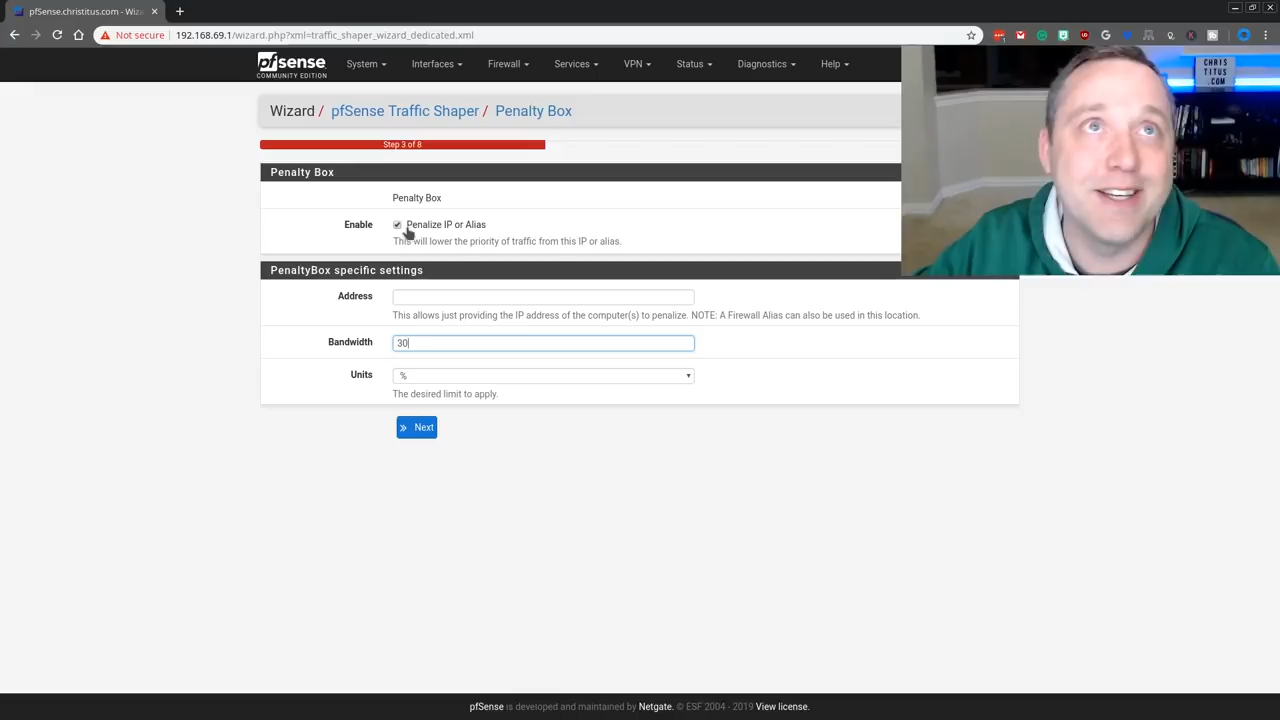 pfSense.christitus.com - Wiza
Not secure
192.168.69.1/wizard.php?xml=traffic_shaper_wizard_dedicated.xml
pfsense
COMMUNITY EDITION
System
Interfaces
Firewall
Services
VPN
Status
Diagnostics
Help
CHRIS
TITUS
.COM
Wizard / pfSense Traffic Shaper / Penalty Box
Step 3 of 8
Penalty Box
Penalty Box
Enable
Penalize IP or Alias
This will lower the priority of traffic from this IP or alias.
PenaltyBox specific settings
Address
This allows just providing the IP address of the computer(s) to penalize. NOTE: A Firewall Alias can also be used in this location.
Bandwidth
30
Units
%
The desired limit to apply.
Next
pfSense is developed and maintained by Netgate. © ESF 2004 - 2019 View license.